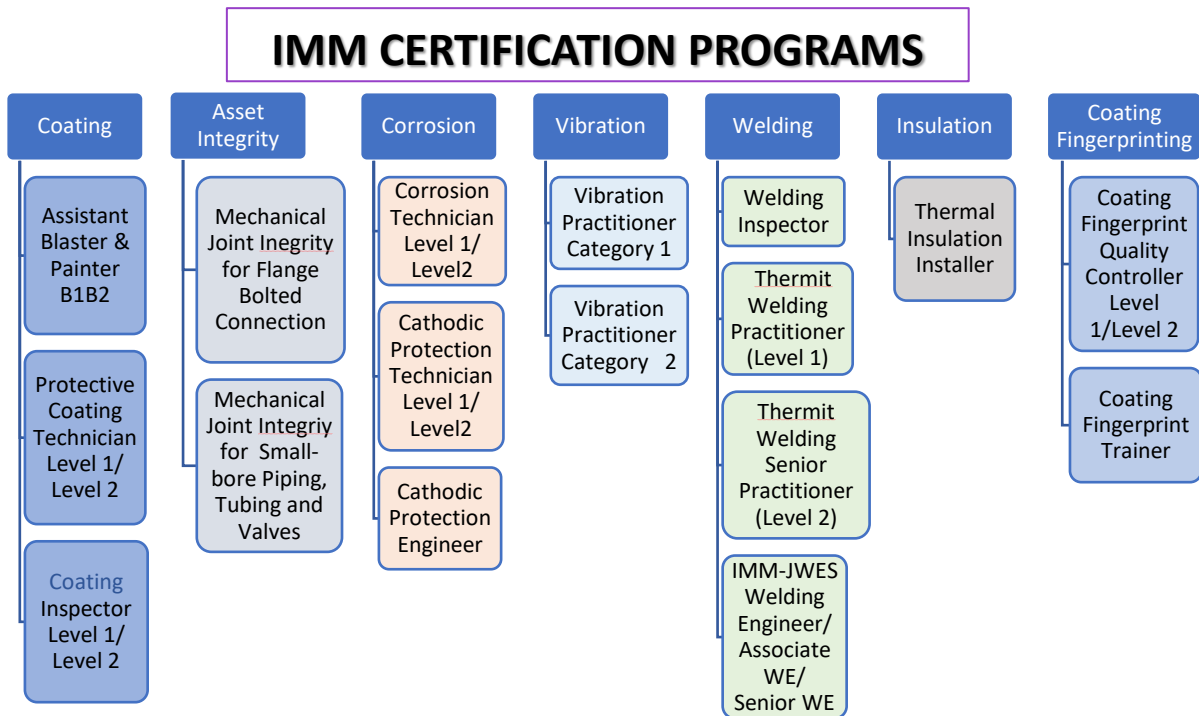 IMM CERTIFICATION PROGRAMS
Coating
Assistant
Blaster &
Painter
B1B2
Protective
Coating
Technician
Level 1/
Level 2
Coating
Inspector
Level 1/
Level 2
Asset
Integrity
Mechanical
Joint Inegrity
for Flange
Bolted
Connection
Mechanical
Joint Integriy
for Small-
bore Piping,
Tubing and
Valves
Corrosion
Corrosion
Technician
Level 1/
Level2
Cathodic
Protection
Technician
Level 1/
Level2
Cathodic
Protection
Engineer
Vibration
Vibration
Practitioner
Category 1
Vibration
Practitioner
Category 2
Welding
Welding
Inspector
Thermit
Welding
Practitioner
(Level 1)
Thermit
Welding
Senior
Practitioner
(Level 2)
IMM-JWES
Welding
Engineer/
Associate
WE/
Senior WE
Insulation
Thermal
Insulation
Installer
Coating
Fingerprinting
Coating
Fingerprint
Quality
Controller
Level
1/Level 2
Coating
Fingerprint
Trainer